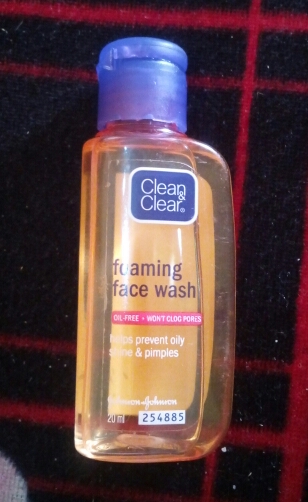 Clean &
Clear®
foaming
face wash
OIL-FREE • WON'T CLOG PORES
helps prevent oily
shine & pimples
Johnson & Johnson
20 ml 254885